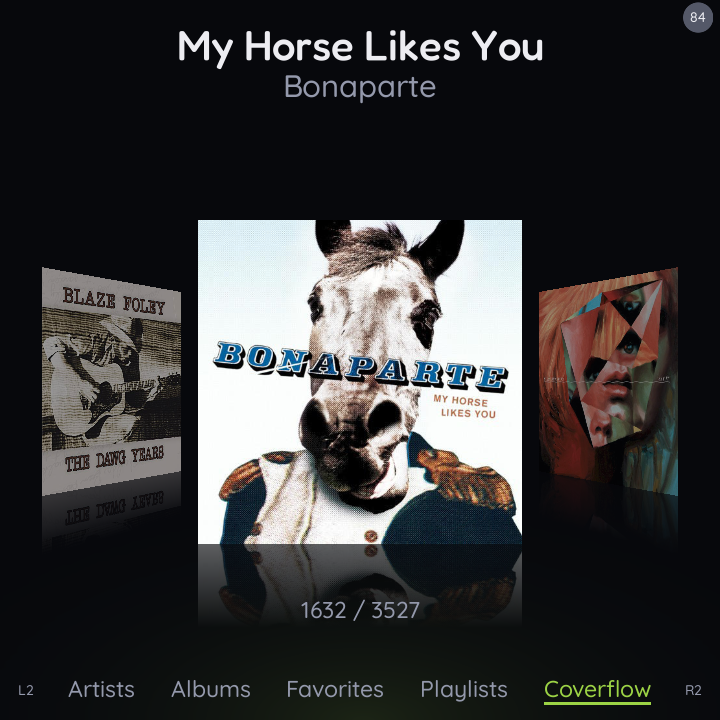 84
My Horse Likes You
Bonaparte
BLAZE FOLEY
THE DAWG YEARS
BONAPARTE
MY HORSE
LIKES YOU
1632 / 3527
L2
Artists
Albums
Favorites
Playlists
Coverflow
R2